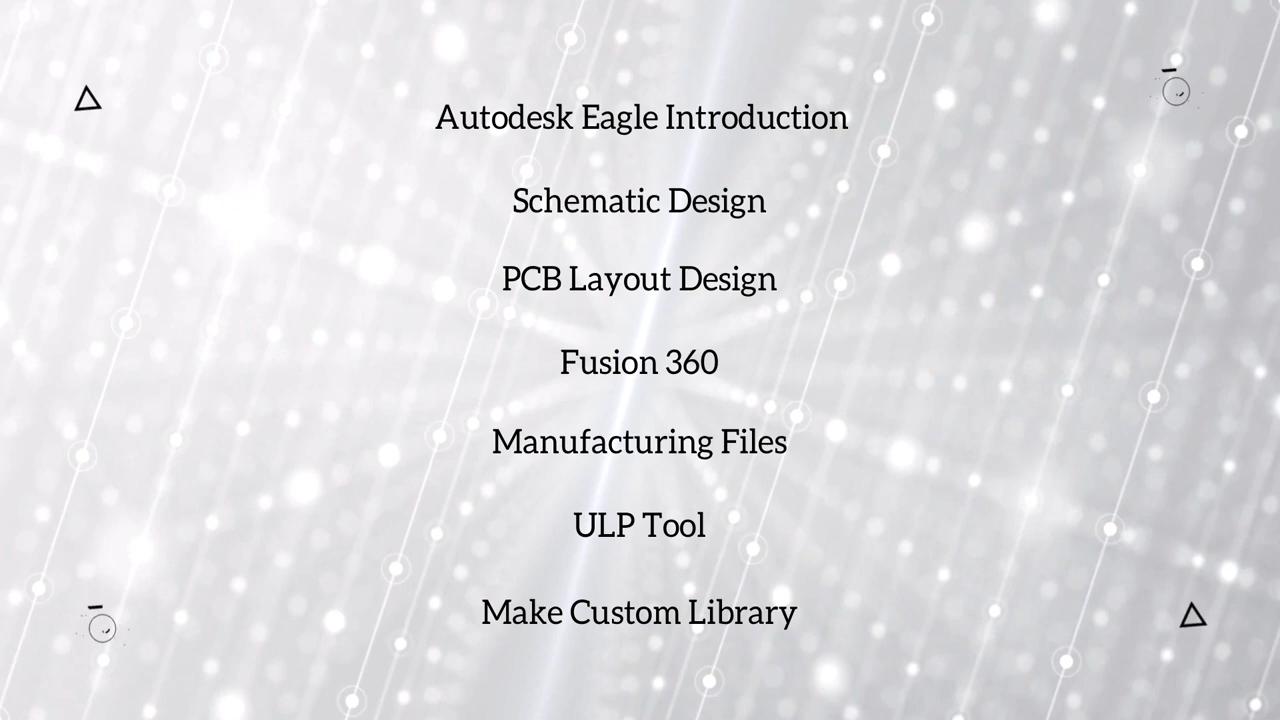 Autodesk Eagle Introduction
Schematic Design
PCB Layout Design
Fusion 360
Manufacturing Files
ULP Tool
Make Custom Library